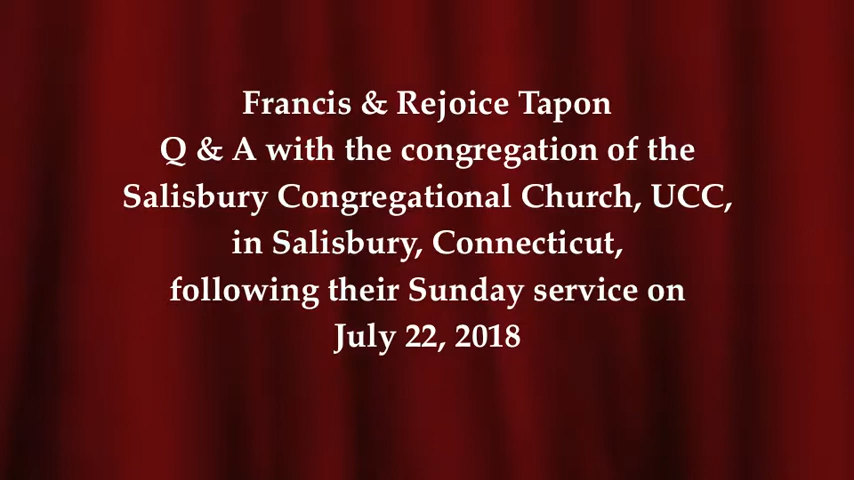 Francis & Rejoice Tapon
Q & A with the congregation of the
Salisbury Congregational Church, UCC,
in Salisbury, Connecticut,
following their Sunday service on
July 22, 2018